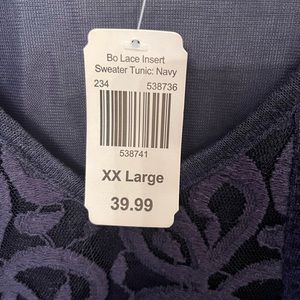 Bo Lace Insert
Sweater Tunic: Navy
234 538736
538741
XX Large
39.99